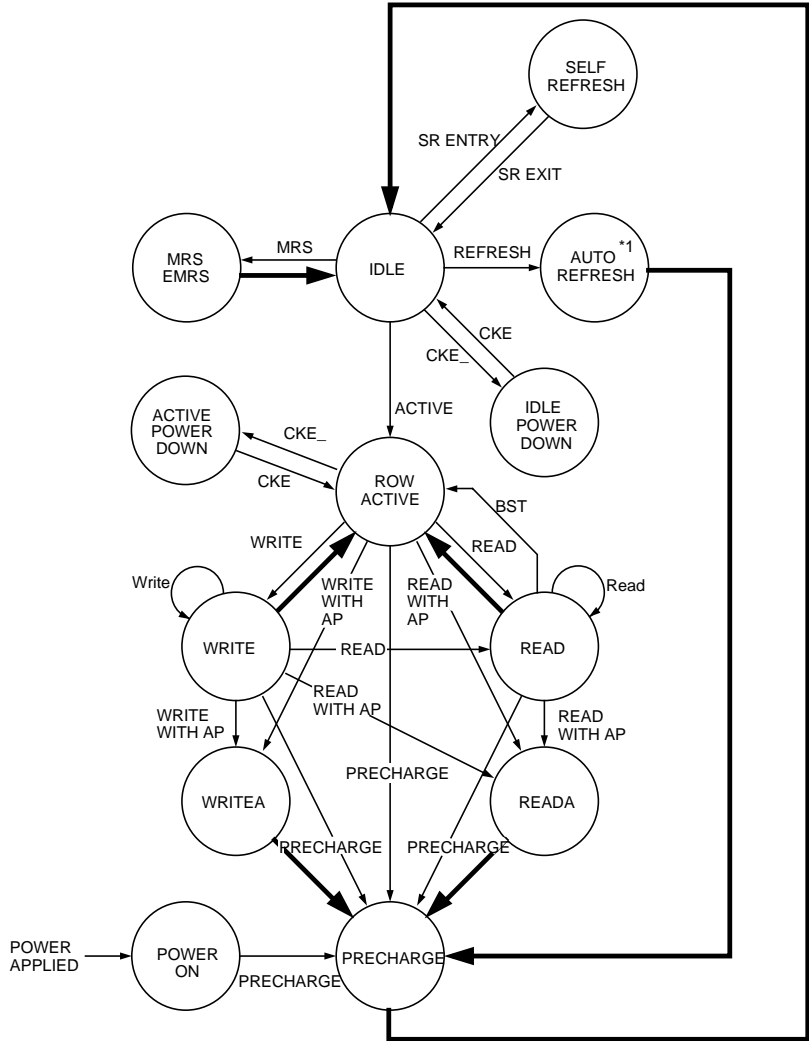 SELF
REFRESH
SR ENTRY
SR EXIT
MRS
EMRS
MRS
IDLE
REFRESH
AUTO *1
REFRESH
CKE
CKE_
IDLE
POWER
DOWN
ACTIVE
ACTIVE
POWER
DOWN
CKE_
CKE
ROW
ACTIVE
BST
WRITE
READ
Write
WRITE
WITH
AP
READ
WITH
AP
Read
WRITE
READ
READ
READ
WITH AP
WRITE
WITH AP
READ
WITH AP
PRECHARGE
WRITEA
READA
PRECHARGE
PRECHARGE
POWER
APPLIED
POWER
ON
PRECHARGE
PRECHARGE